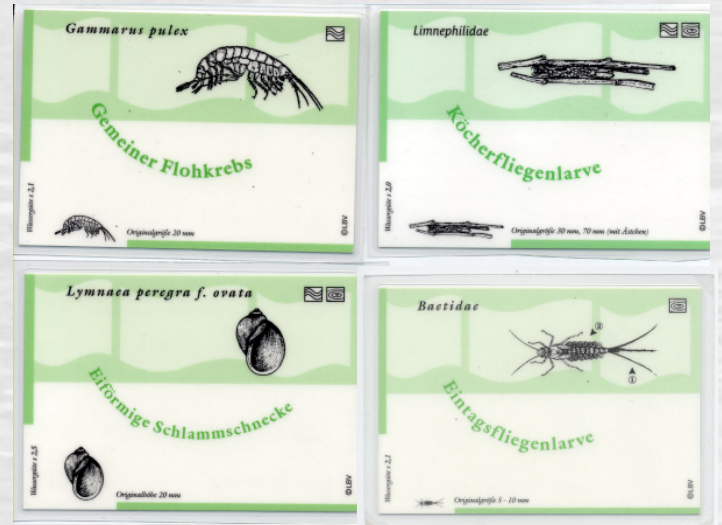 Gammarus pulex
Gemeiner Flohkrebs
Wassergüte s 2,1
Originalgröße 20 mm
©LBV
Limnephilidae
Köcherfliegenlarve
Wassergüte s 2,0
Originalgröße 30 mm, 70 mm (mit Ästchen)
©LBV
Lymnaea peregra f. ovata
Eiförmige Schlammschnecke
Wassergüte s 2,5
Originalhöhe 20 mm
©LBV
Baetidae
②
①
Eintagsfliegenlarve
Wassergüte s 2,2
Originalgröße 5 - 10 mm
©LBV